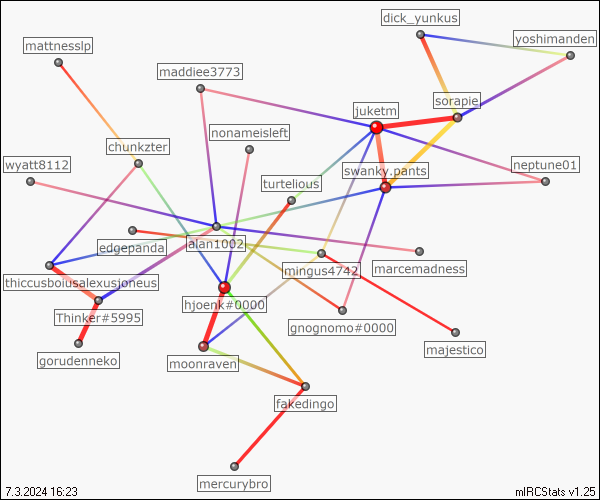 dick_yunkus
mattnesslp
yoshimanden
maddiee3773
sorapie
juketm
nonameisleft
chunkzter
wyatt8112
swanky.pants
neptune01
turtelious
edgepanda
alan1002
mingus4742
marcemadness
thiccusboiusalexusjoneus
hjoenk#0000
Thinker#5995
gnognomo#0000
gorudenneko
moonraven
majestico
fakedingo
mercurybro
7.3.2024 16:23
mIRCStats v1.25